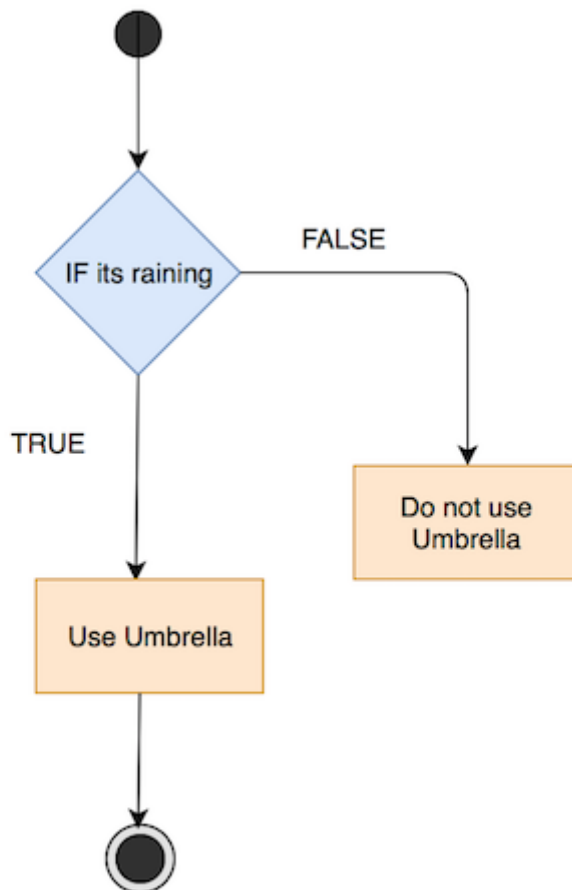 FALSE
IF its raining
TRUE
Do not use
Umbrella
Use Umbrella